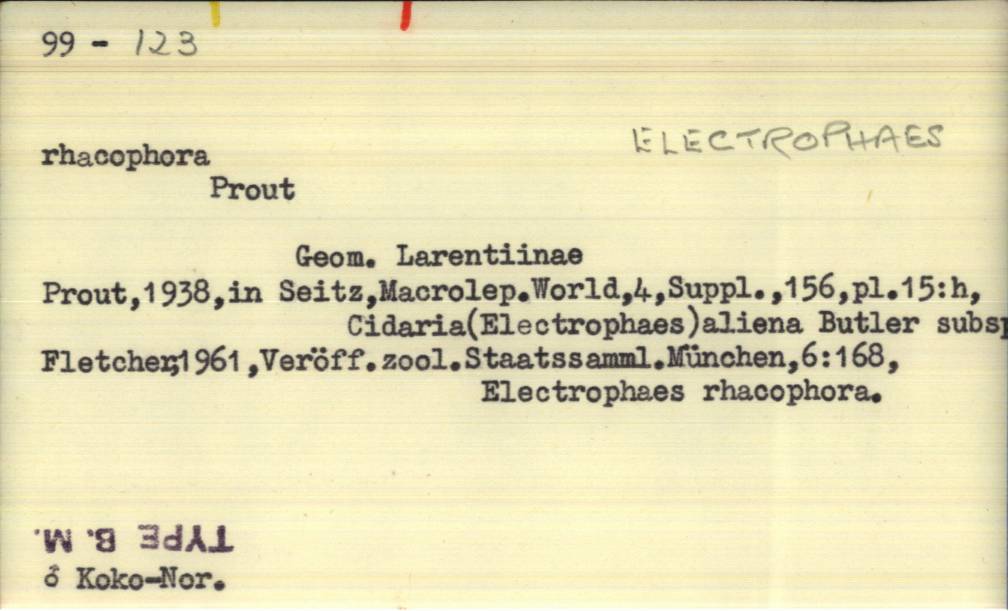 99 - 123
ELECTROPHAES
rhacophora
Prout
Geom. Larentiinae
Prout,1938,in Seitz,Macrolep.World,4,Suppl.,156,pl.15:h,
Cidaria(Electrophaes)aliena Butler subsp
Fletcher,1961,Veröff.zool.Staatssamml.München,6:168,
Electrophaes rhacophora.
TYPE B. M.
♂ Koko-Nor.